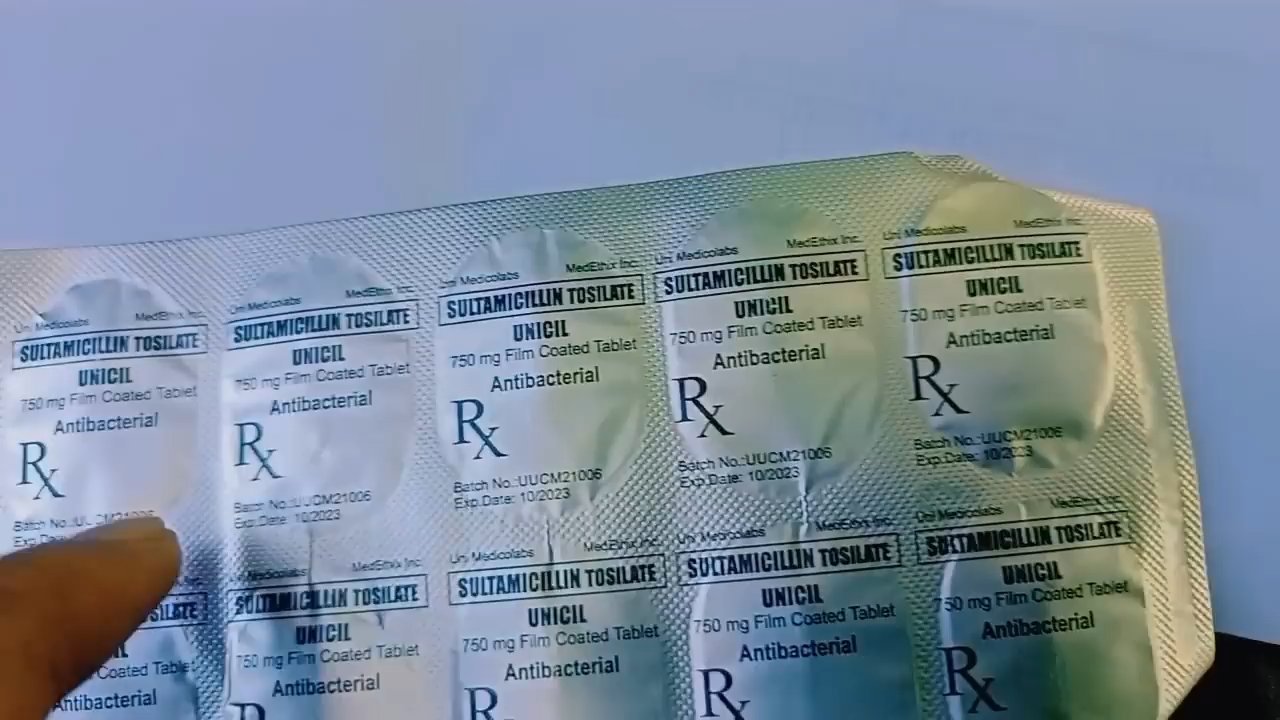 Uni Medicolabs MedEthix Inc.
SULTAMICILLIN TOSILATE
UNICIL
750 mg Film Coated Tablet
Antibacterial
Rx
Batch No.:
Uni Medicolabs MedEthix Inc.
SULTAMICILLIN TOSILATE
UNICIL
750 mg Film Coated Tablet
Antibacterial
Rx
Batch No.:UUCM21006
Exp.Date: 10/2023
Uni Medicolabs MedEthix Inc.
SULTAMICILLIN TOSILATE
UNICIL
750 mg Film Coated Tablet
Antibacterial
Rx
Batch No.:UUCM21006
Exp.Date: 10/2023
Uni Medicolabs MedEthix Inc.
SULTAMICILLIN TOSILATE
UNICIL
750 mg Film Coated Tablet
Antibacterial
Rx
Batch No.:UUCM21006
Exp.Date: 10/2023
Uni Medicolabs MedEthix Inc.
SULTAMICILLIN TOSILATE
UNICIL
750 mg Film Coated Tablet
Antibacterial
Rx
Batch No.:UUCM21006
Exp.Date: 10/2023
Coated Tablet
Antibacterial
Medicolabs MedEthix Inc.
SULTAMICILLIN TOSILATE
UNICIL
750 mg Film Coated Tablet
Antibacterial
Uni Medicolabs MedEthix Inc.
SULTAMICILLIN TOSILATE
UNICIL
750 mg Film Coated Tablet
Antibacterial
Rx
Uni Medicolabs MedEthix Inc.
SULTAMICILLIN TOSILATE
UNICIL
750 mg Film Coated Tablet
Antibacterial
Rx
Uni Medicolabs MedEthix Inc.
SULTAMICILLIN TOSILATE
UNICIL
750 mg Film Coated Tablet
Antibacterial
Rx